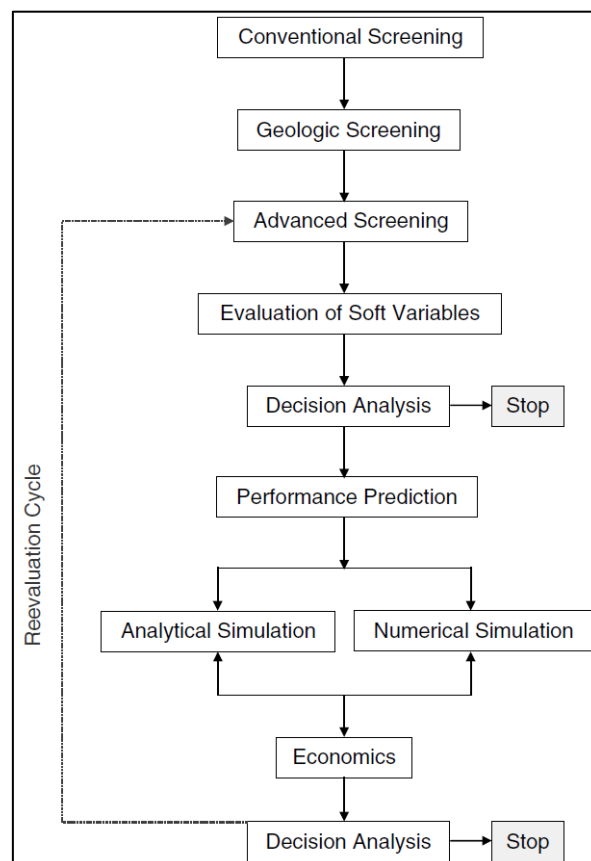 Conventional Screening
Geologic Screening
Advanced Screening
Evaluation of Soft Variables
Decision Analysis
Stop
Performance Prediction
Analytical Simulation
Numerical Simulation
Economics
Decision Analysis
Stop
Reevaluation Cycle